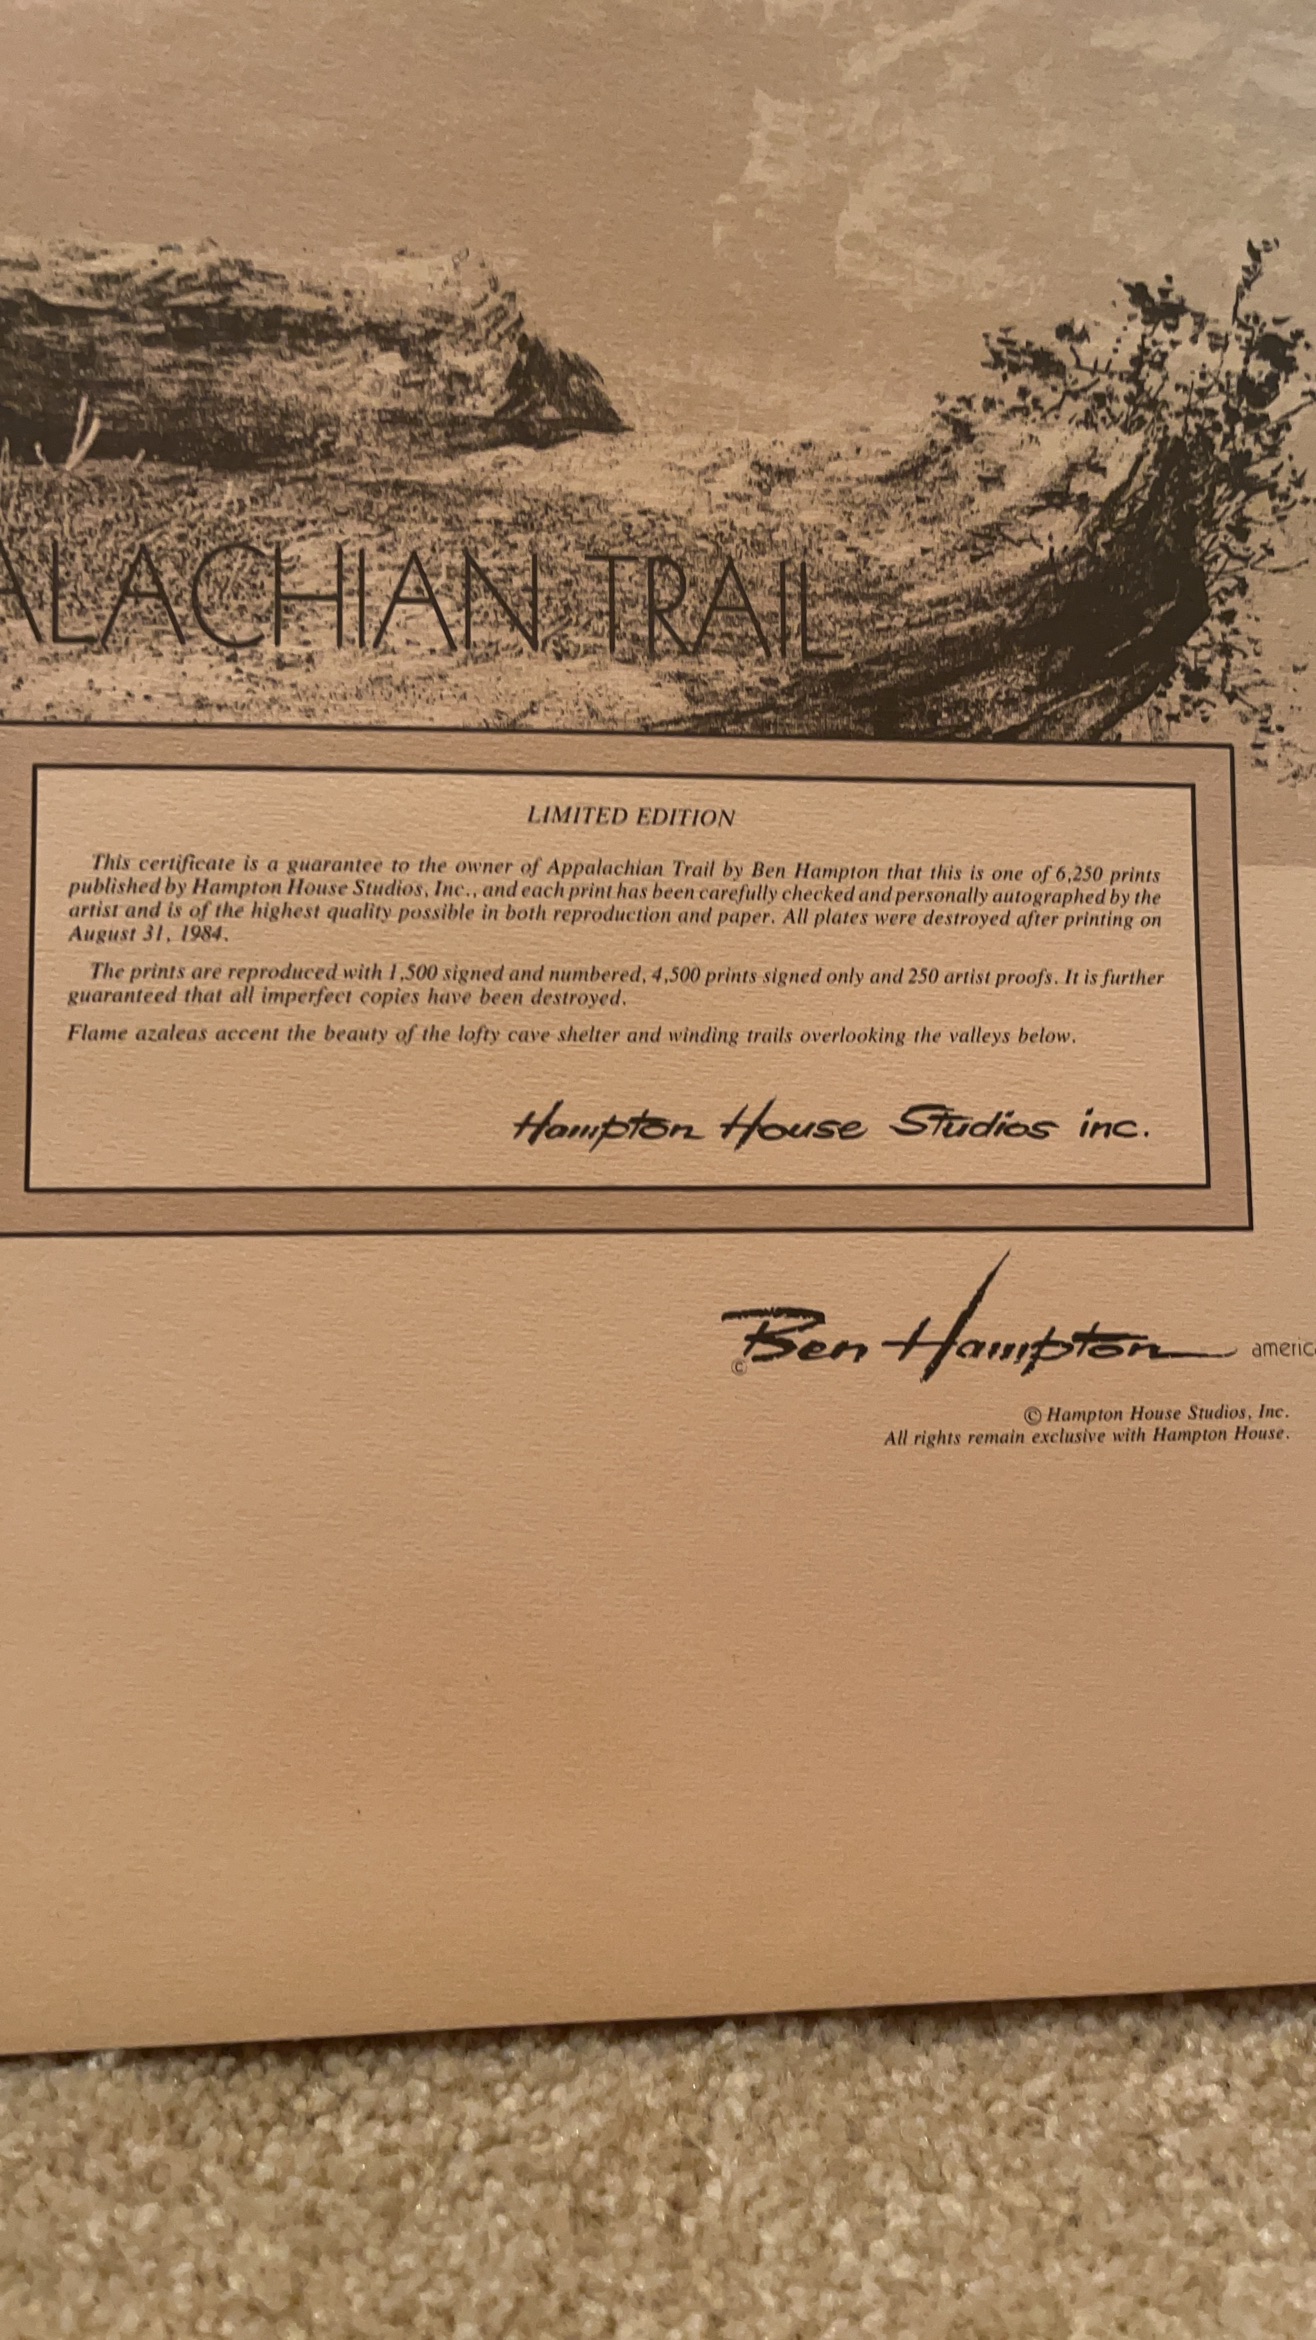 ALACHIAN TRAIL
LIMITED EDITION
This certificate is a guarantee to the owner of Appalachian Trail by Ben Hampton that this is one of 6,250 prints
published by Hampton House Studios, Inc., and each print has been carefully checked and personally autographed by the
artist and is of the highest quality possible in both reproduction and paper. All plates were destroyed after printing on
August 31, 1984.
The prints are reproduced with 1,500 signed and numbered, 4,500 prints signed only and 250 artist proofs. It is further
guaranteed that all imperfect copies have been destroyed.
Flame azaleas accent the beauty of the lofty cave shelter and winding trails overlooking the valleys below.
Hampton House Studios inc.
© Ben Hampton americ
© Hampton House Studios, Inc.
All rights remain exclusive with Hampton House.